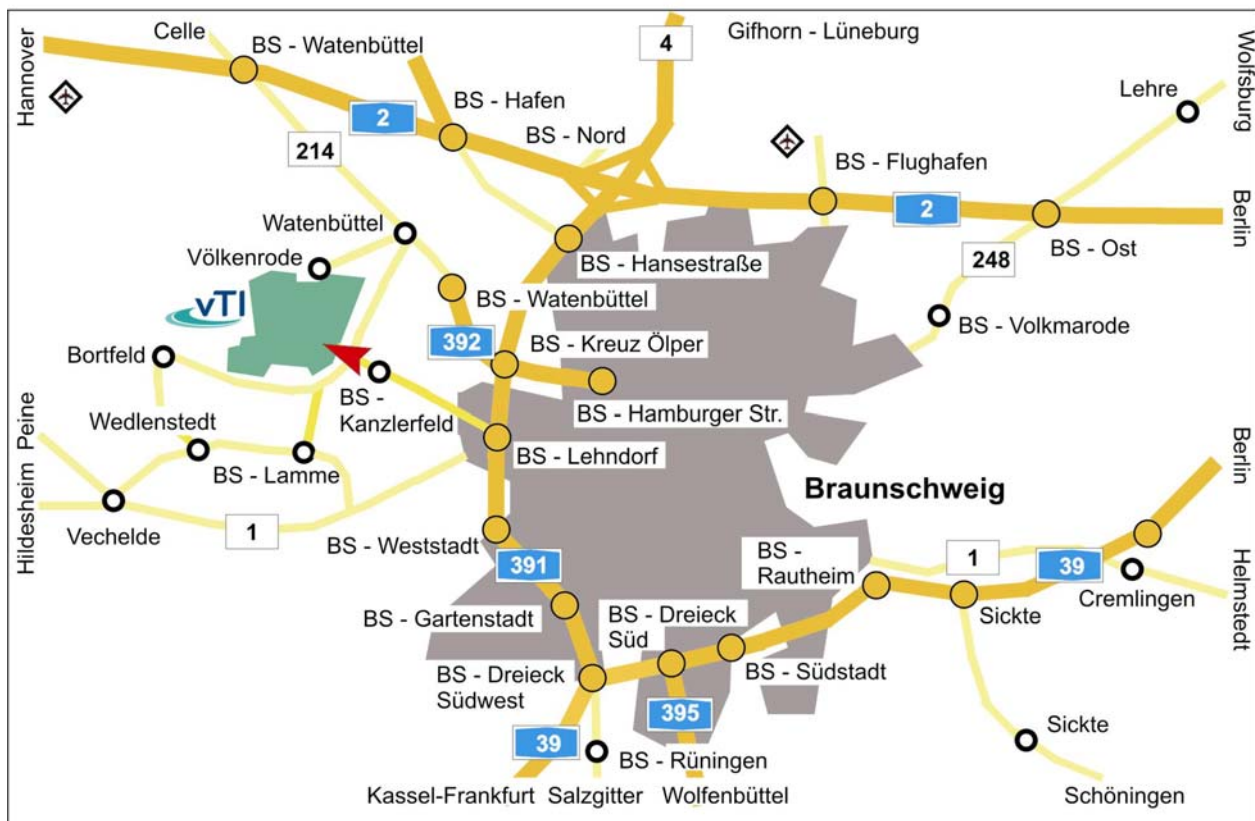 Celle
BS - Watenbüttel
4
Gifhorn - Lüneburg
Hannover
Wolfsburg
Lehre
BS - Hafen
2
BS - Nord
214
BS - Flughafen
2
Berlin
Watenbüttel
BS - Ost
Völkenrode
BS - Hansestraße
248
vTI
BS - Watenbüttel
BS - Volkmarode
392
BS - Kreuz Ölper
Bortfeld
BS -
Kanzlerfeld
BS - Hamburger Str.
Wedlenstedt
Peine
BS - Lehndorf
BS - Lamme
Berlin
Braunschweig
Hildesheim
Vechelde
1
BS - Weststadt
391
BS -
Rautheim
1
39
Helmstedt
Cremlingen
Sickte
BS - Gartenstadt
BS - Dreieck
Süd
BS - Dreieck
Südwest
BS - Südstadt
395
39
Sickte
BS - Rüningen
Kassel-Frankfurt
Salzgitter
Wolfenbüttel
Schöningen